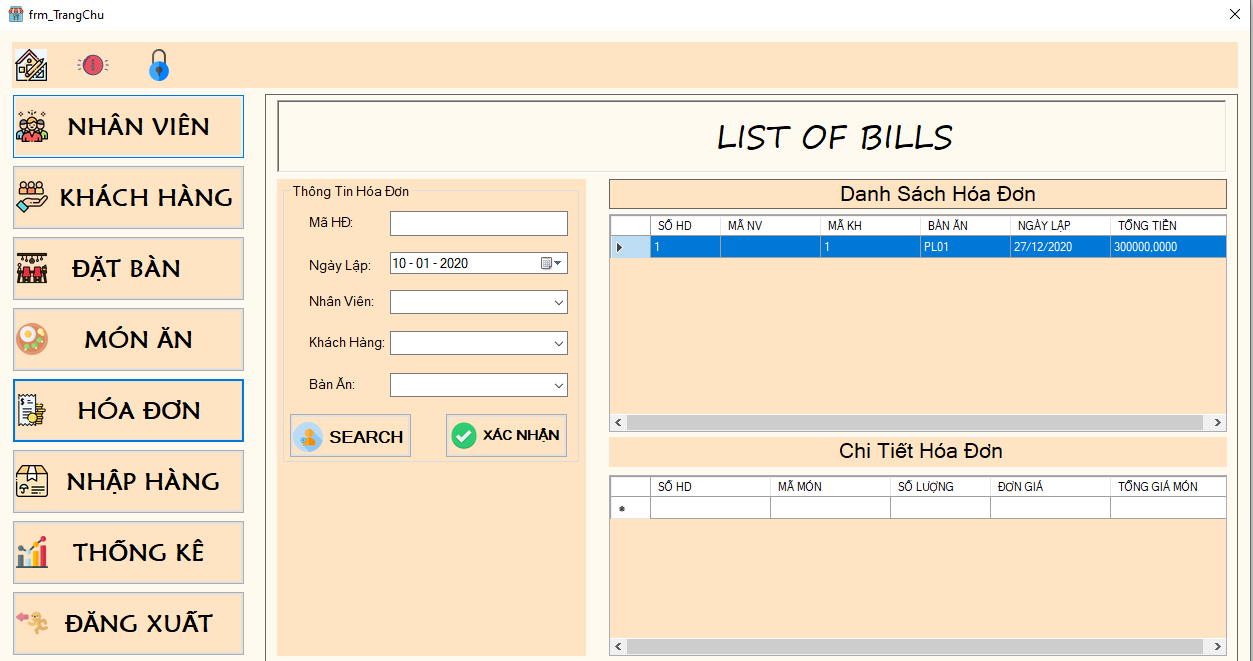 frm_TrangChu
NHÂN VIÊN
KHÁCH HÀNG
ĐẶT BÀN
MÓN ĂN
HÓA ĐƠN
NHẬP HÀNG
THỐNG KÊ
ĐĂNG XUẤT
LIST OF BILLS
Thông Tin Hóa Đơn
Mã HĐ:
Ngày Lập: 10 - 01 - 2020
Nhân Viên:
Khách Hàng:
Bàn Ăn:
SEARCH XÁC NHẬN
Danh Sách Hóa Đơn
SỐ HD MÃ NV MÃ KH BÀN ĂN NGÀY LẬP TỔNG TIỀN
1 1 PL01 27/12/2020 300000,0000
Chi Tiết Hóa Đơn
SỐ HD MÃ MÓN SỐ LƯỢNG ĐƠN GIÁ TỔNG GIÁ MÓN